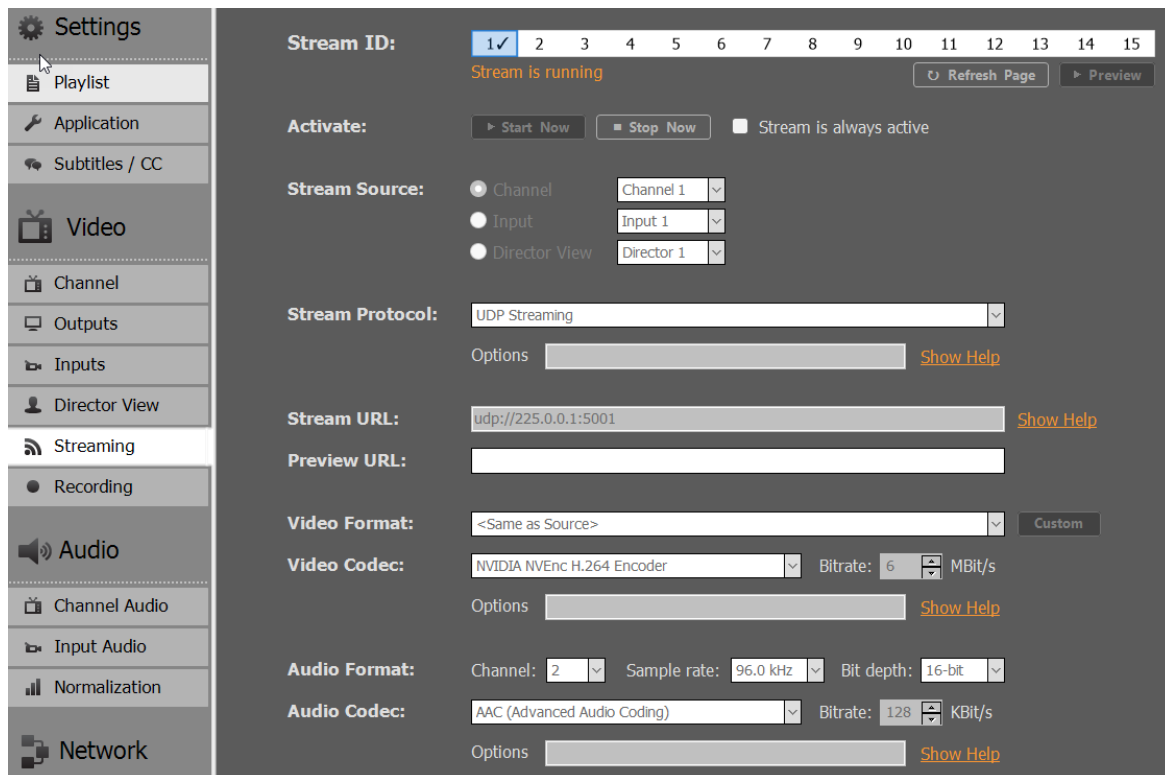 Settings
Playlist
Application
Subtitles / CC
Video
Channel
Outputs
Inputs
Director View
Streaming
Recording
Audio
Channel Audio
Input Audio
Normalization
Network
Stream ID: 1✓ 2 3 4 5 6 7 8 9 10 11 12 13 14 15
Stream is running Refresh Page Preview
Activate: Start Now Stop Now Stream is always active
Stream Source: Channel Channel 1
Input Input 1
Director View Director 1
Stream Protocol: UDP Streaming
Options Show Help
Stream URL: udp://225.0.0.1:5001 Show Help
Preview URL:
Video Format: <Same as Source> Custom
Video Codec: NVIDIA NVEnc H.264 Encoder Bitrate: 6 MBit/s
Options Show Help
Audio Format: Channel: 2 Sample rate: 96.0 kHz Bit depth: 16-bit
Audio Codec: AAC (Advanced Audio Coding) Bitrate: 128 KBit/s
Options Show Help